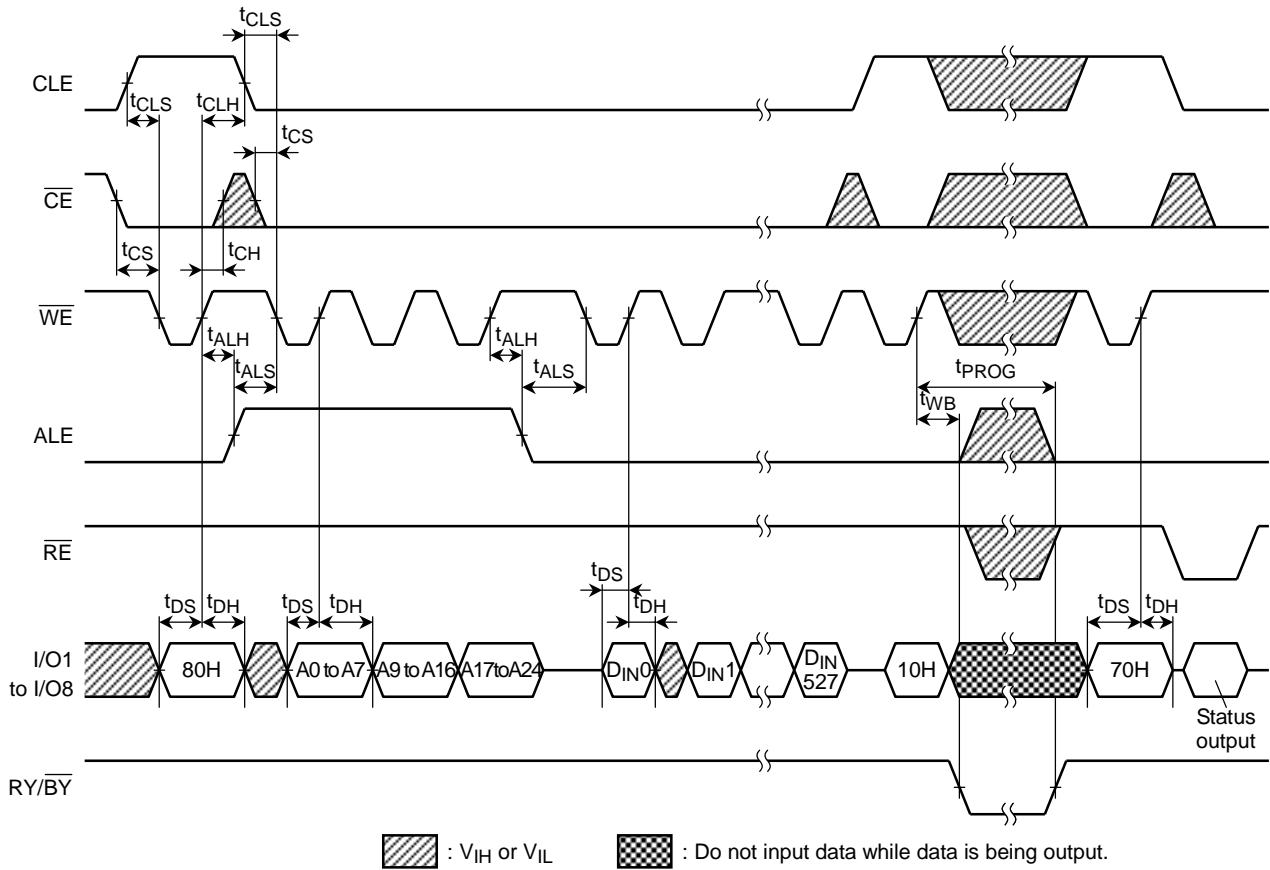 tCLS
CLE
tCLS
tCLH
tCS
CE
tCS
tCH
WE
tALH
tALS
tALH
tALS
tPROG
tWB
ALE
RE
tDS
tDH
tDS
tDH
tDS
tDH
tDS
tDH
I/O1
to I/O8
80H
A0 to A7
A9 to A16
A17 to A24
DIN0
DIN1
DIN
527
10H
70H
Status
output
RY/BY
: VIH or VIL
: Do not input data while data is being output.